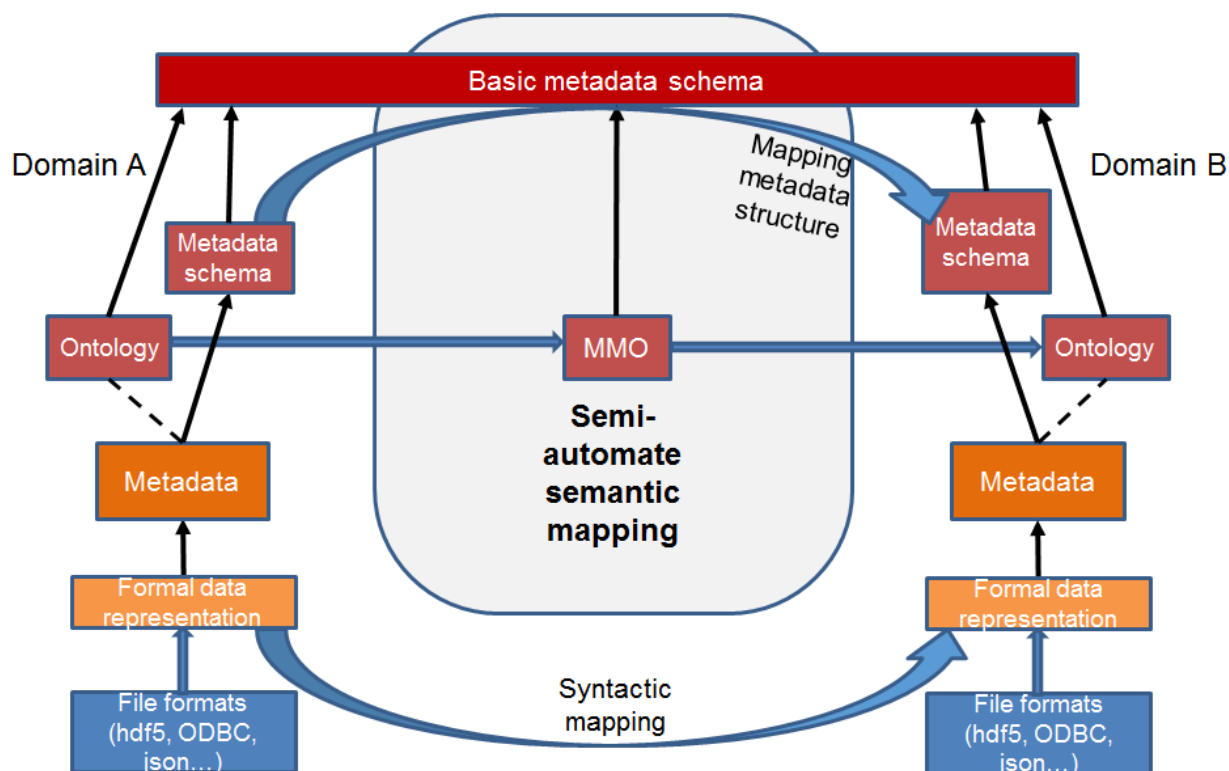 Basic metadata schema
Domain A
Domain B
Mapping
metadata
structure
Metadata
schema
Metadata
schema
Ontology
MMO
Ontology
Semi-
automate
semantic
mapping
Metadata
Metadata
Formal data
representation
Formal data
representation
Syntactic
mapping
File formats
(hdf5, ODBC,
json…)
File formats
(hdf5, ODBC,
json…)